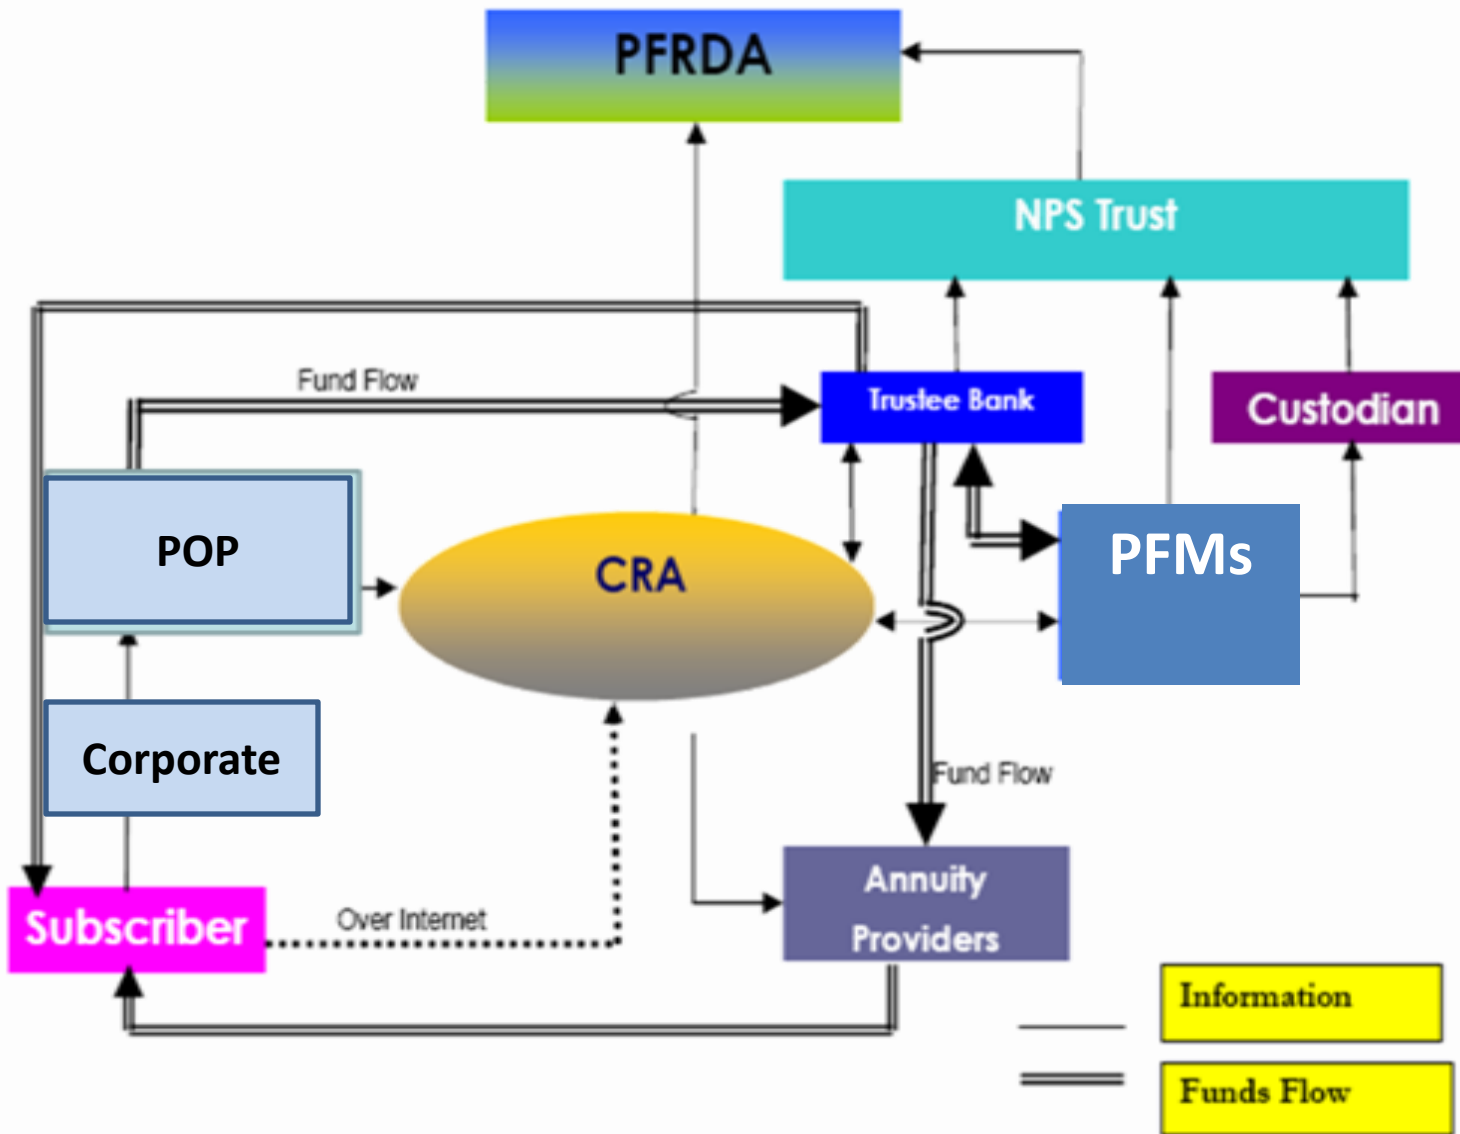 PFRDA
NPS Trust
Fund Flow
Trustee Bank
Custodian
POP
CRA
PFMs
Corporate
Fund Flow
Annuity
Providers
Subscriber
Over Internet
Information
Funds Flow